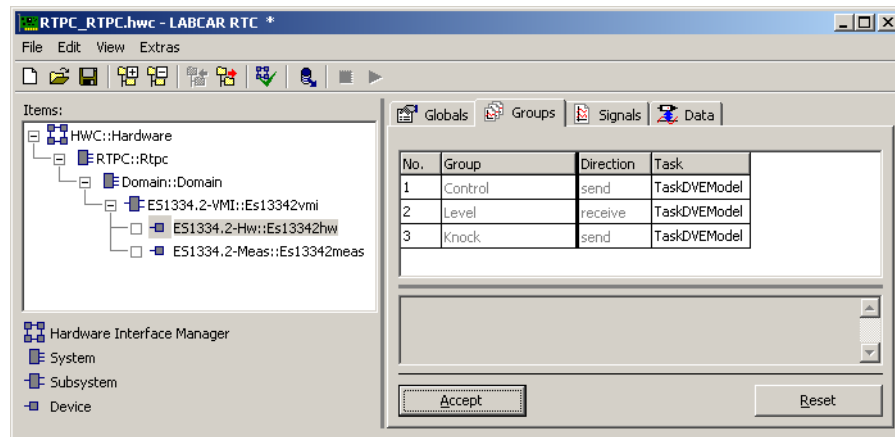 RTPC_RTPC.hwc - LABCAR RTC *
File Edit View Extras
Items:
HWC::Hardware
RTPC::Rtpc
Domain::Domain
ES1334.2-VMI::Es13342vmi
ES1334.2-Hw::Es13342hw
ES1334.2-Meas::Es13342meas
Hardware Interface Manager
System
Subsystem
Device
Globals Groups Signals Data
No. Group Direction Task
1 Control send TaskDVEModel
2 Level receive TaskDVEModel
3 Knock send TaskDVEModel
Accept Reset